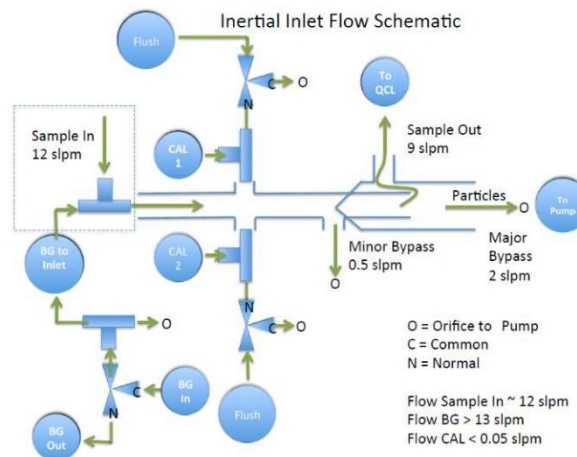 Inertial Inlet Flow Schematic
Flush
C
O
N
To
QCL
Sample In
12 slpm
CAL
1
Sample Out
9 slpm
Particles
O
To
Pump
BG to
Inlet
CAL
2
Minor Bypass
0.5 slpm
Major
Bypass
2 slpm
O
N
O
C
O
O = Orifice to Pump
C = Common
N = Normal
C
BG
In
N
Flush
BG
Out
Flow Sample In ~ 12 slpm
Flow BG > 13 slpm
Flow CAL < 0.05 slpm